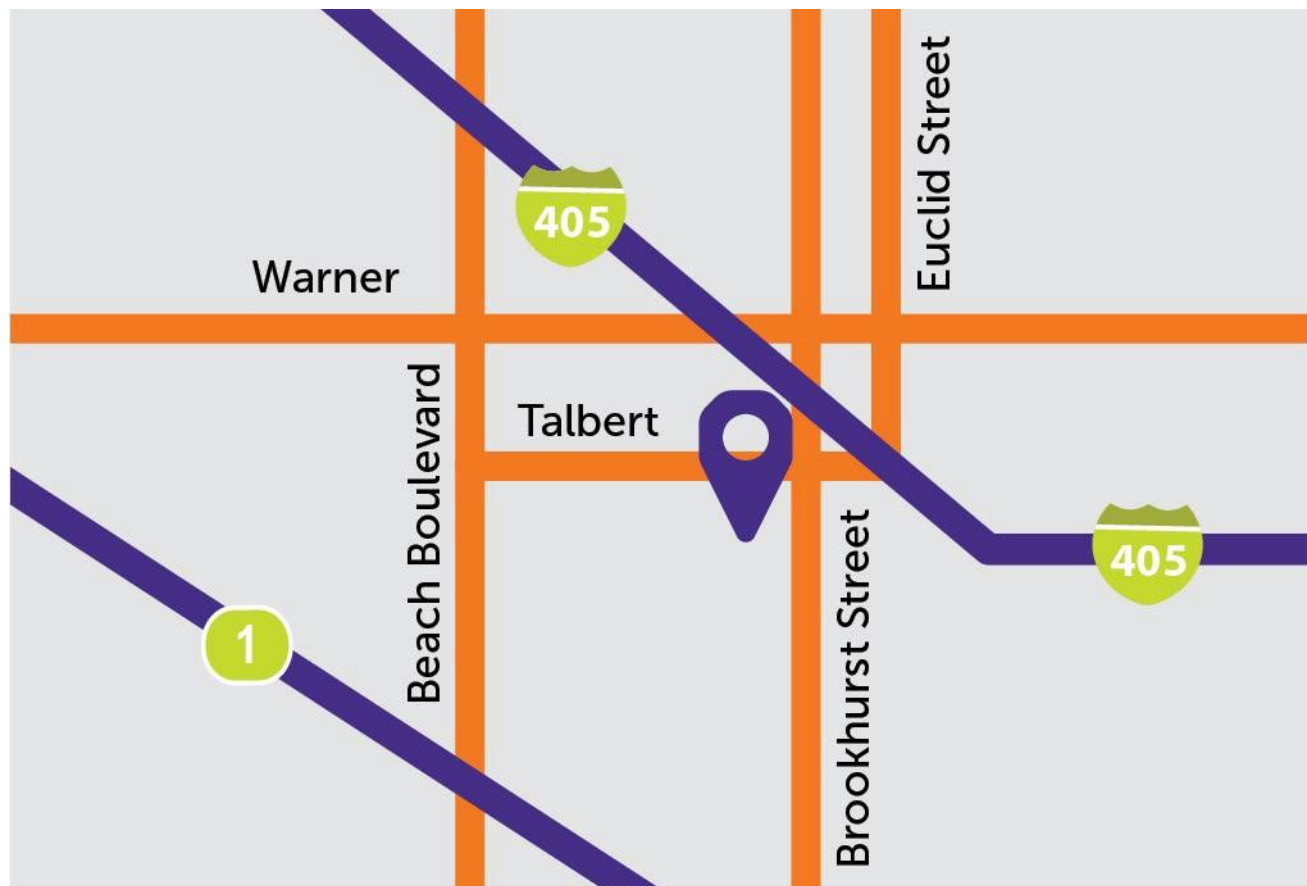 Euclid Street
405
Warner
Beach Boulevard
Talbert
Brookhurst Street
405
1